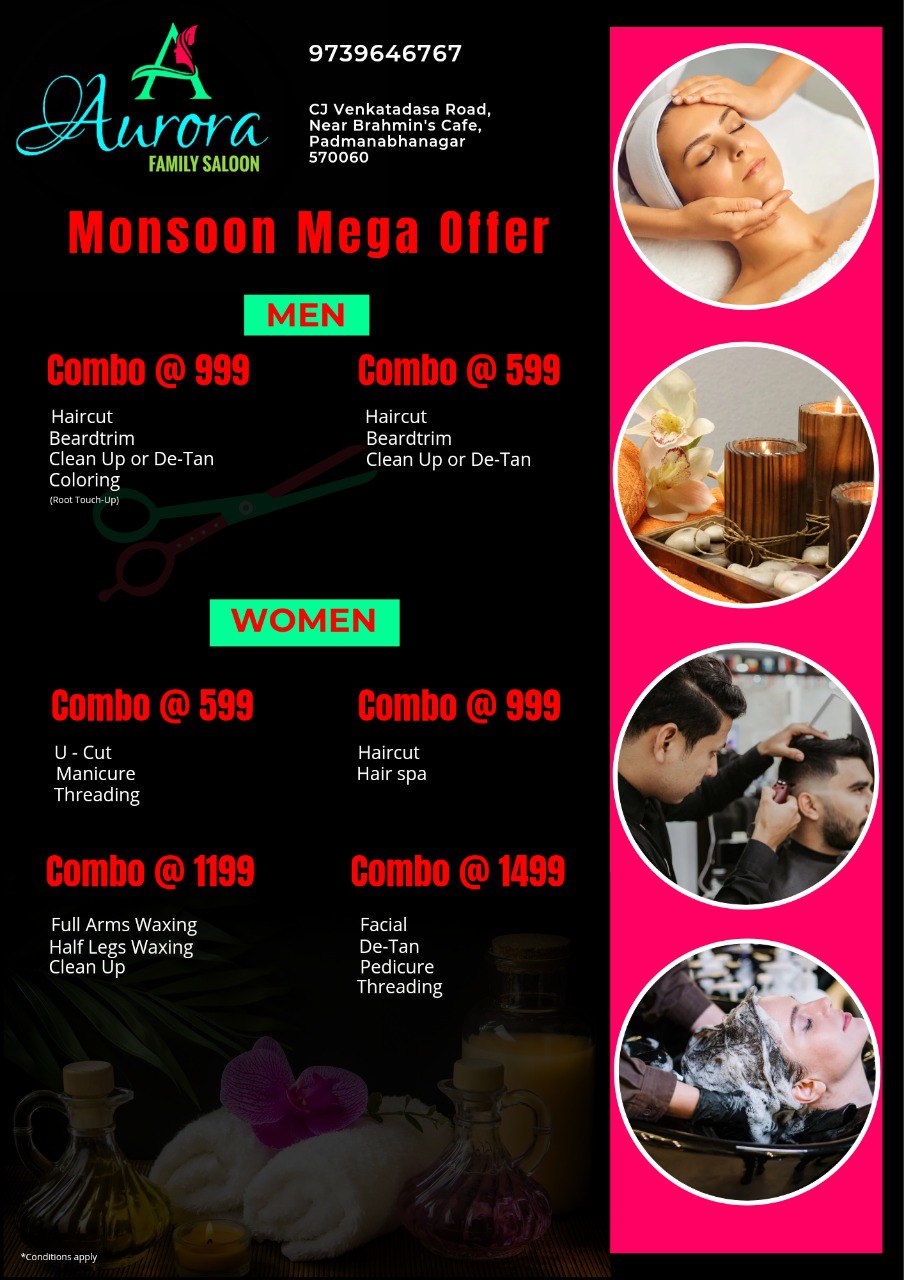 Aurora
FAMILY SALOON
9739646767
CJ Venkatadasa Road,
Near Brahmin's Cafe,
Padmanabhanagar
570060
Monsoon Mega Offer
MEN
Combo @ 999
Haircut
Beardtrim
Clean Up or De-Tan
Coloring
(Root Touch-Up)
Combo @ 599
Haircut
Beardtrim
Clean Up or De-Tan
WOMEN
Combo @ 599
U - Cut
Manicure
Threading
Combo @ 999
Haircut
Hair spa
Combo @ 1199
Full Arms Waxing
Half Legs Waxing
Clean Up
Combo @ 1499
Facial
De-Tan
Pedicure
Threading
*Conditions apply